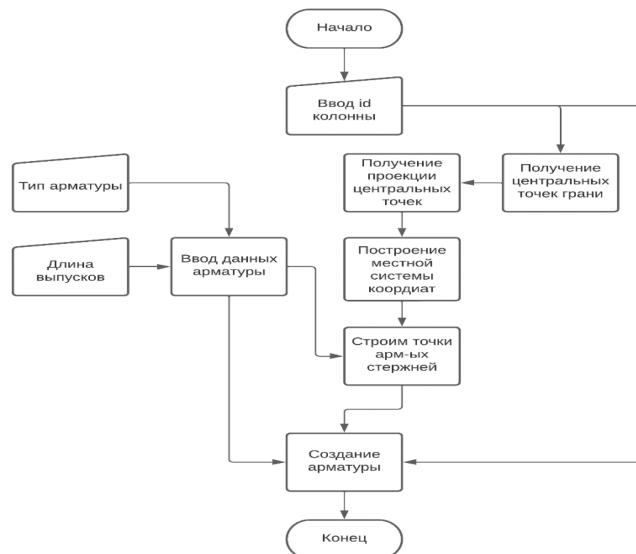 Начало
Ввод id
колонны
Получение
проекции
центральных
точек
Получение
центральных
точек грани
Тип арматуры
Длина
выпусков
Ввод данных
арматуры
Построение
местной
системы
коордиат
Строим точки
арм-ых
стержней
Создание
арматуры
Конец